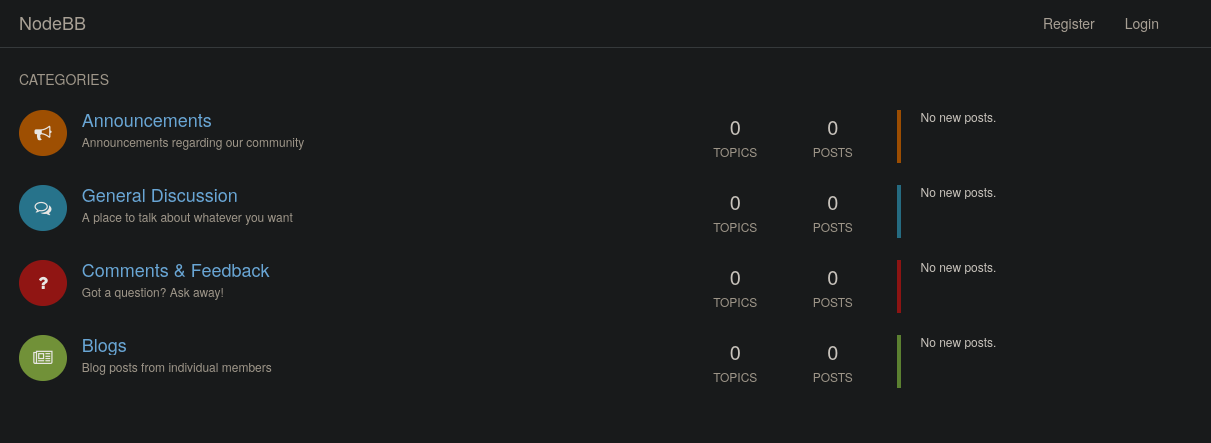 NodeBB Register Login
CATEGORIES
Announcements
Announcements regarding our community
0 0
TOPICS POSTS
No new posts.
General Discussion
A place to talk about whatever you want
0 0
TOPICS POSTS
No new posts.
Comments & Feedback
Got a question? Ask away!
0 0
TOPICS POSTS
No new posts.
Blogs
Blog posts from individual members
0 0
TOPICS POSTS
No new posts.